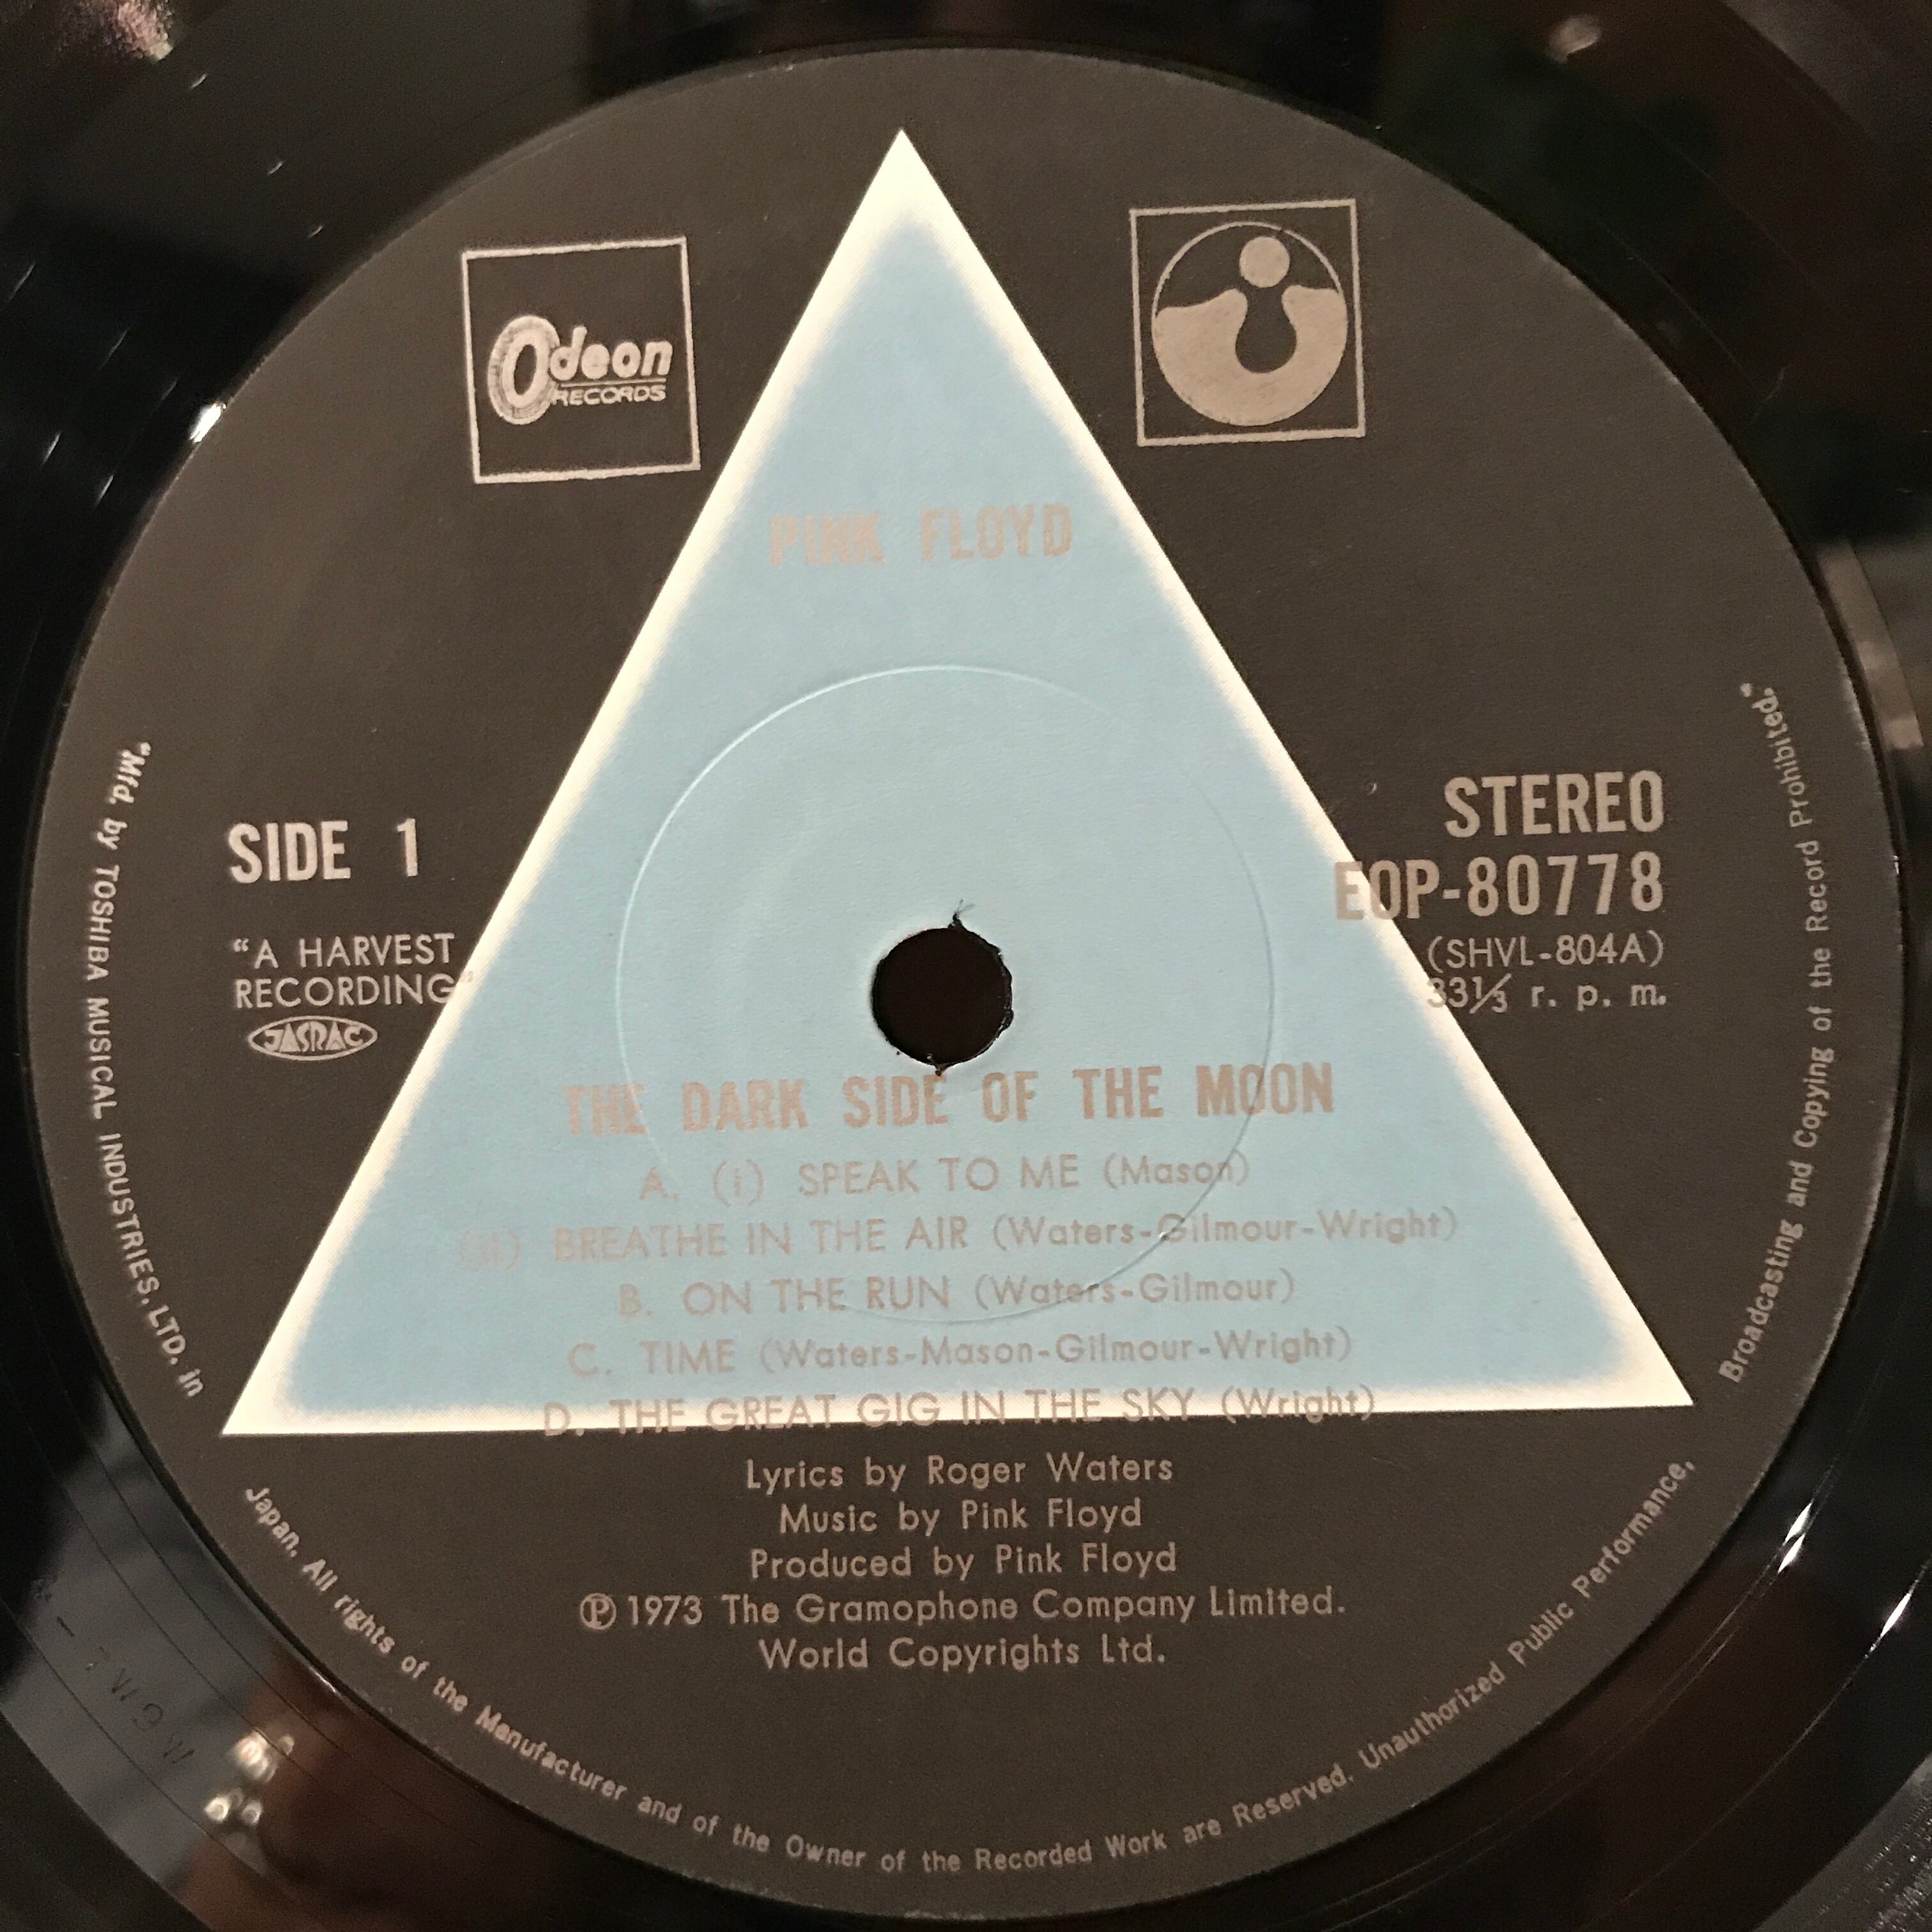 Odeon
RECORDS
PINK FLOYD
SIDE 1
"A HARVEST
RECORDING"
JASRAC
STEREO
EOP-80778
(SHVL-804A)
33⅓ r. p. m.
THE DARK SIDE OF THE MOON
A. (i) SPEAK TO ME (Mason)
(ii) BREATHE IN THE AIR (Waters-Gilmour-Wright)
B. ON THE RUN (Waters-Gilmour)
C. TIME (Waters-Mason-Gilmour-Wright)
D. THE GREAT GIG IN THE SKY (Wright)
Lyrics by Roger Waters
Music by Pink Floyd
Produced by Pink Floyd
Ⓟ 1973 The Gramophone Company Limited.
World Copyrights Ltd.
"Mfd. by TOSHIBA MUSICAL INDUSTRIES, LTD. in Japan. All rights of the Manufacturer and of the Owner of the Recorded Work are Reserved. Unauthorized Public Performance, Broadcasting and Copying of the Record Prohibited."